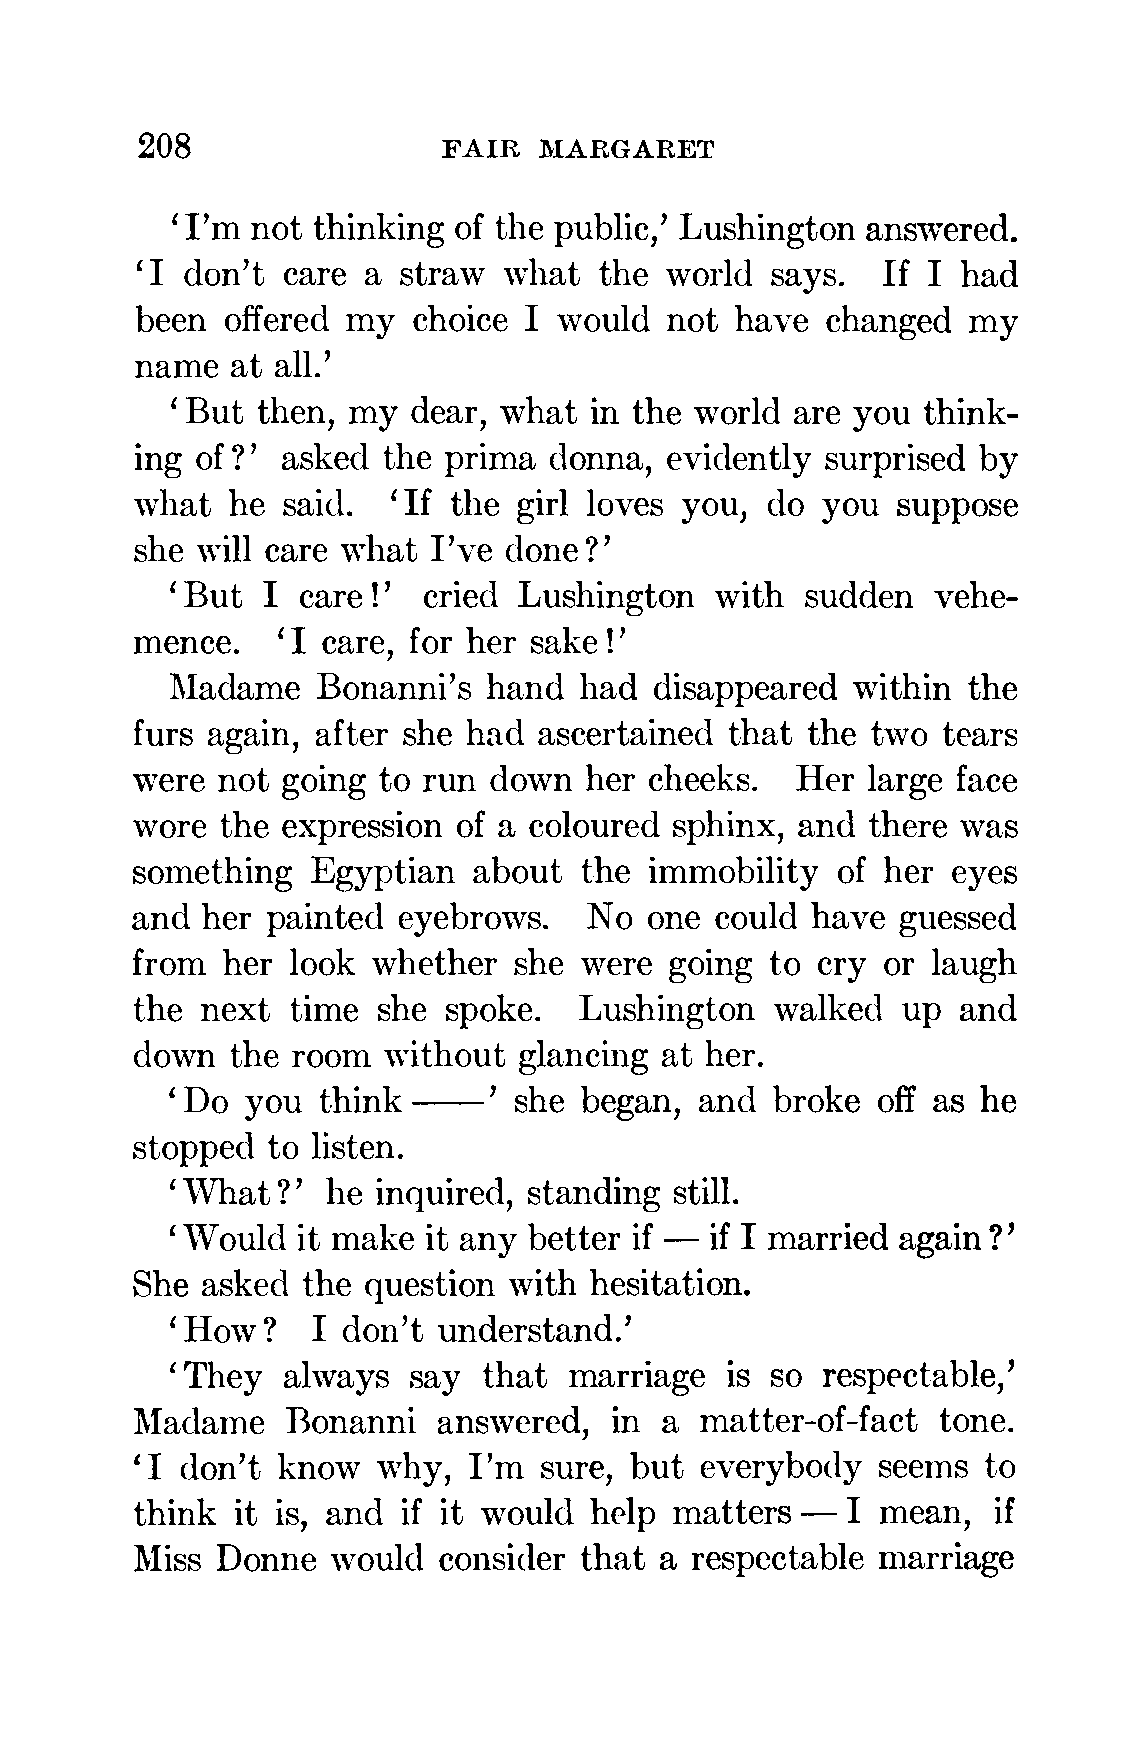 208 FAIR MARGARET
‘I’m not thinking of the public,’ Lushington answered.
‘I don’t care a straw what the world says. If I had
been offered my choice I would not have changed my
name at all.’
‘But then, my dear, what in the world are you think-
ing of?’ asked the prima donna, evidently surprised by
what he said. ‘If the girl loves you, do you suppose
she will care what I’ve done?’
‘But I care!’ cried Lushington with sudden vehe-
mence. ‘I care, for her sake!’
Madame Bonanni’s hand had disappeared within the
furs again, after she had ascertained that the two tears
were not going to run down her cheeks. Her large face
wore the expression of a coloured sphinx, and there was
something Egyptian about the immobility of her eyes
and her painted eyebrows. No one could have guessed
from her look whether she were going to cry or laugh
the next time she spoke. Lushington walked up and
down the room without glancing at her.
‘Do you think ——’ she began, and broke off as he
stopped to listen.
‘What?’ he inquired, standing still.
‘Would it make it any better if — if I married again?’
She asked the question with hesitation.
‘How? I don’t understand.’
‘They always say that marriage is so respectable,’
Madame Bonanni answered, in a matter-of-fact tone.
‘I don’t know why, I’m sure, but everybody seems to
think it is, and if it would help matters — I mean, if
Miss Donne would consider that a respectable marriage